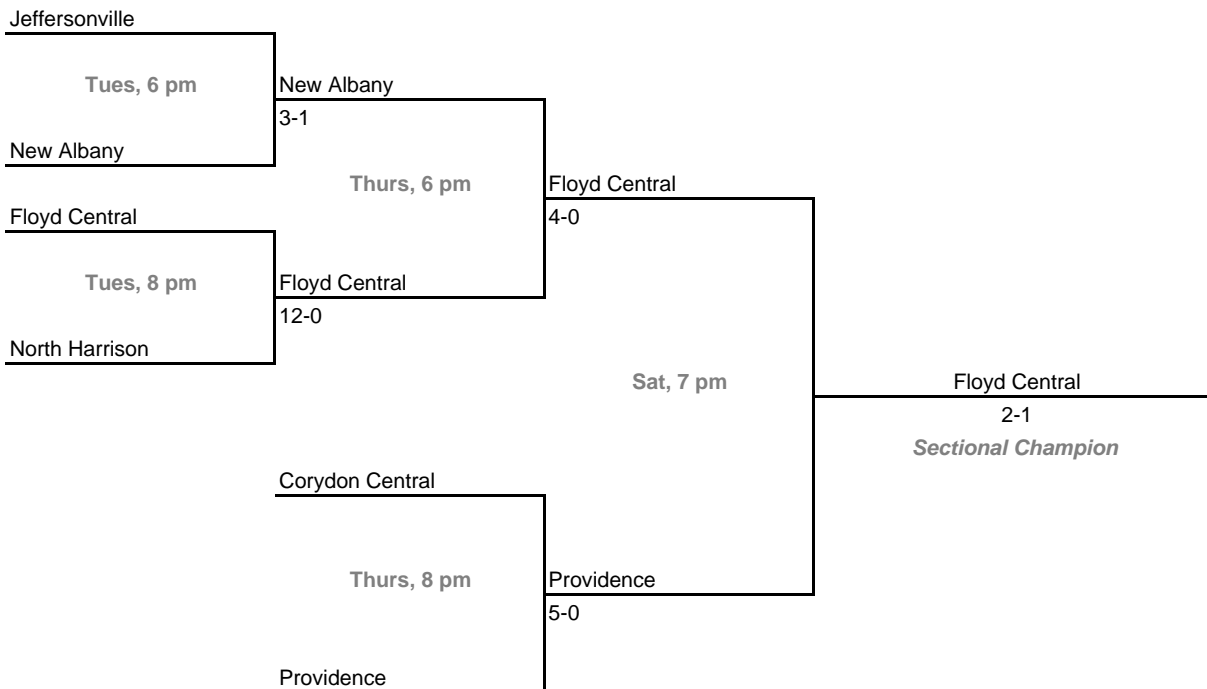 Jeffersonville
Tues, 6 pm
New Albany
3-1
New Albany
Thurs, 6 pm
Floyd Central
4-0
Floyd Central
Tues, 8 pm
Floyd Central
12-0
North Harrison
Sat, 7 pm
Floyd Central
2-1
Sectional Champion
Corydon Central
Thurs, 8 pm
Providence
5-0
Providence